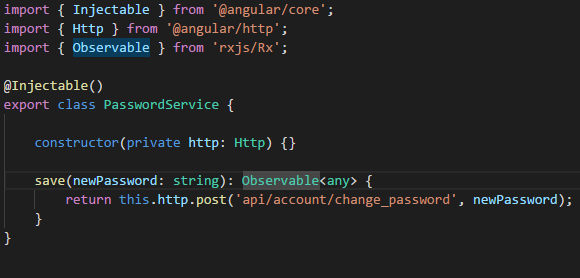 import { Injectable } from '@angular/core';
import { Http } from '@angular/http';
import { Observable } from 'rxjs/Rx';
@Injectable()
export class PasswordService {
constructor(private http: Http) {}
save(newPassword: string): Observable<any> {
return this.http.post('api/account/change_password', newPassword);
}
}